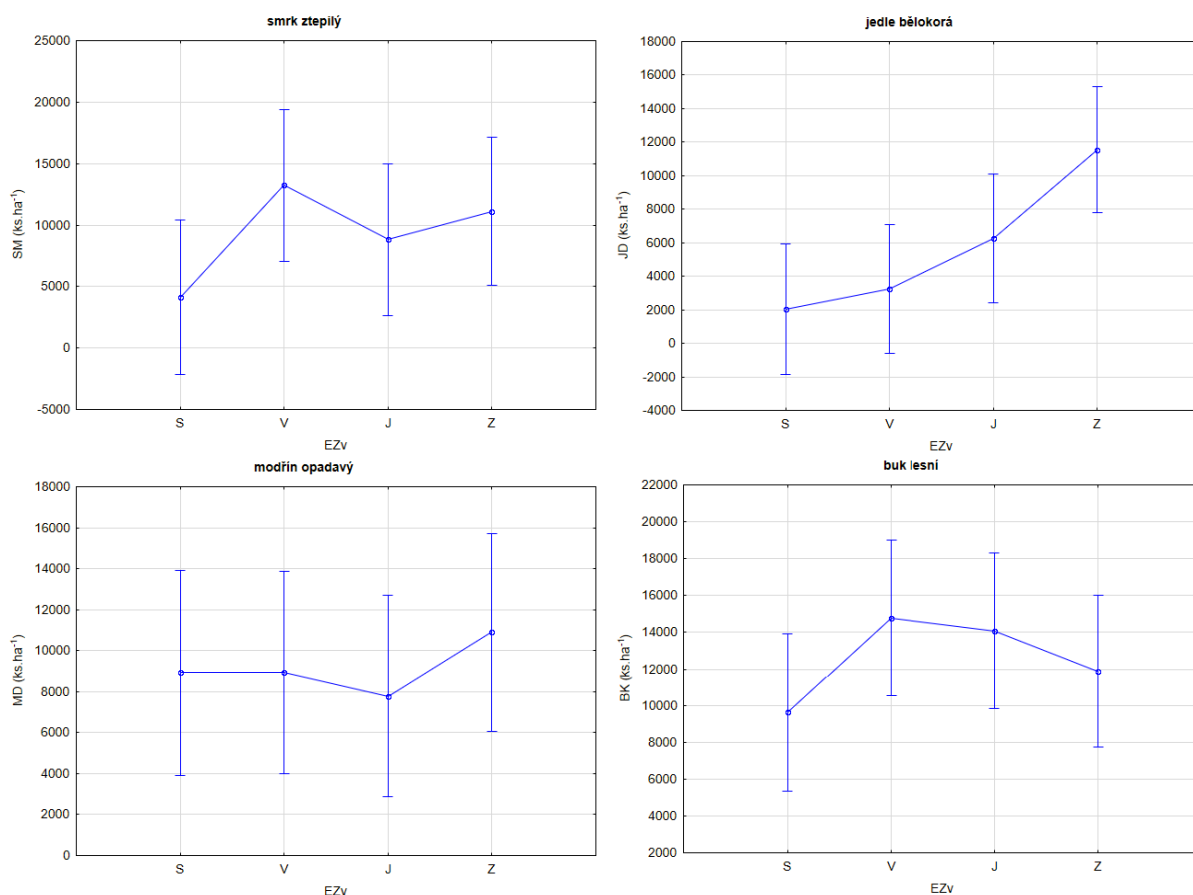 smrk ztepilý
25000
20000
15000
10000
5000
0
-5000
SM (ks.ha⁻¹)
S V J Z
EZv
jedle bělokorá
18000
16000
14000
12000
10000
8000
6000
4000
2000
0
-2000
-4000
JD (ks.ha⁻¹)
S V J Z
EZv
modřín opadavý
18000
16000
14000
12000
10000
8000
6000
4000
2000
0
MD (ks.ha⁻¹)
S V J Z
EZv
buk lesní
22000
20000
18000
16000
14000
12000
10000
8000
6000
4000
2000
BK (ks.ha⁻¹)
S V J Z
EZv